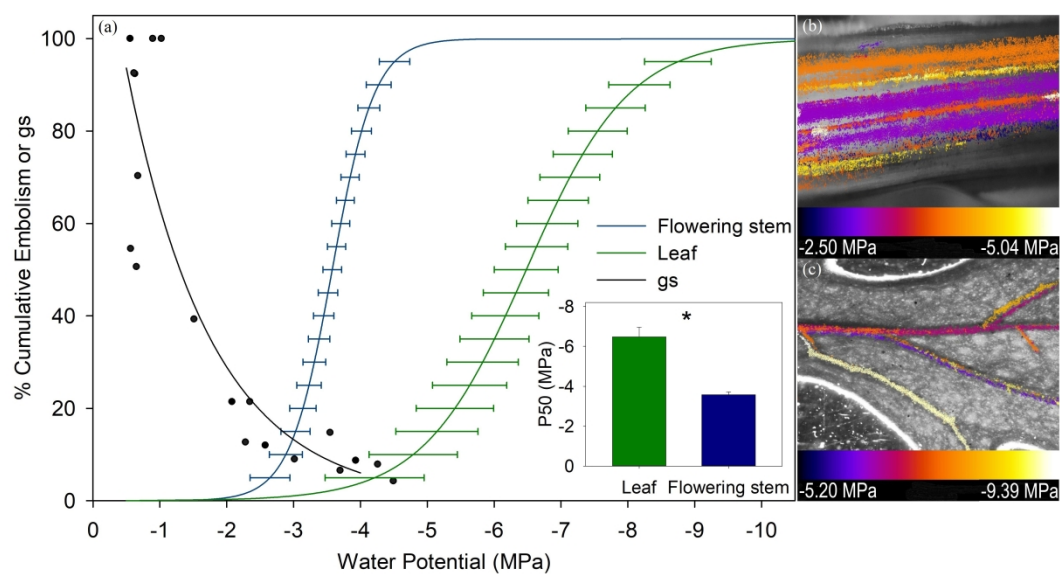 (a)
100
80
60
40
20
0
% Cumulative Embolism or gs
0 -1 -2 -3 -4 -5 -6 -7 -8 -9 -10
Water Potential (MPa)
Flowering stem
Leaf
gs
-8
-6
-4
-2
0
P50 (MPa)
*
Leaf Flowering stem
(b)
-2.50 MPa -5.04 MPa
(c)
-5.20 MPa -9.39 MPa